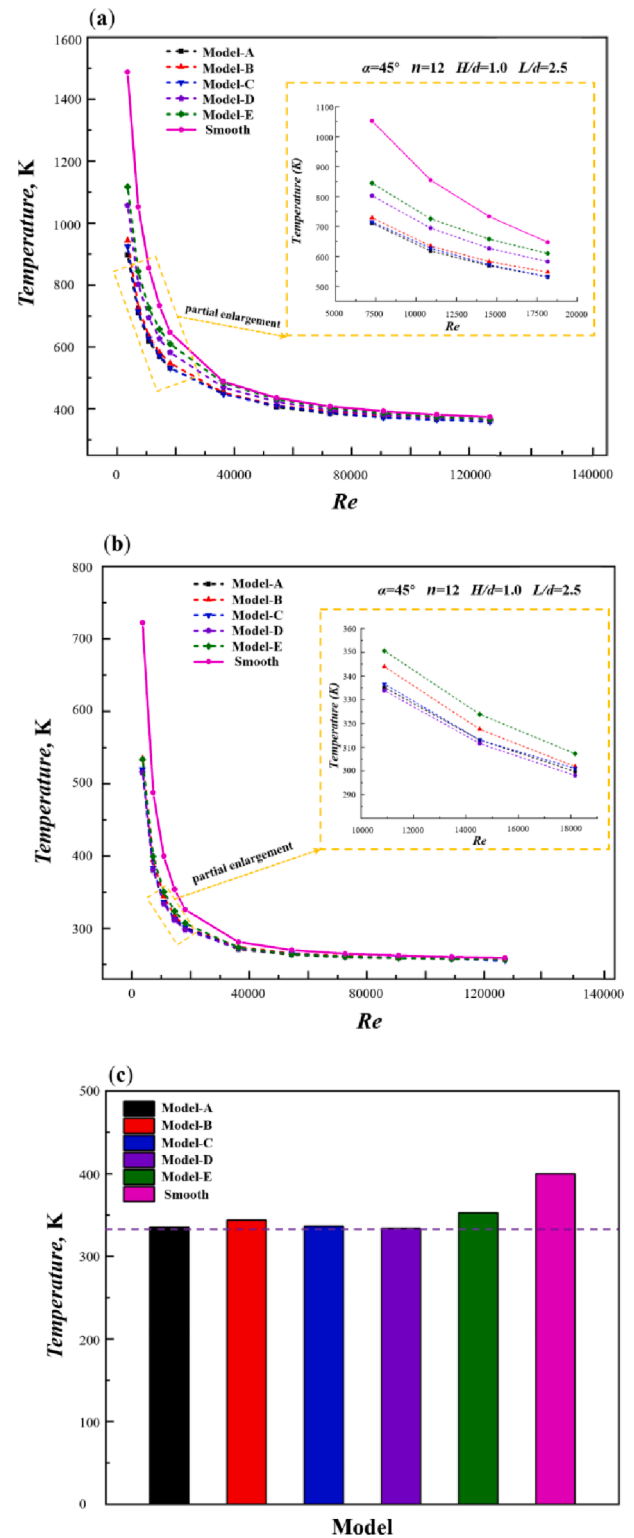 (a)
1600
1400
1200
1000
800
600
400
Temperature, K
Model-A
Model-B
Model-C
Model-D
Model-E
Smooth
α=45° n=12 H/d=1.0 L/d=2.5
1100
1000
900
800
700
600
500
Temperature (K)
5000 7500 10000 12500 15000 17500 20000
Re
partial enlargement
0 40000 80000 120000 140000
Re
(b)
800
700
600
500
400
300
Temperature, K
Model-A
Model-B
Model-C
Model-D
Model-E
Smooth
α=45° n=12 H/d=1.0 L/d=2.5
360
350
340
330
320
310
300
290
Temperature (K)
10000 12000 14000 16000 18000
Re
partial enlargement
0 40000 80000 120000 140000
Re
(c)
500
400
300
200
100
0
Temperature, K
Model-A
Model-B
Model-C
Model-D
Model-E
Smooth
Model